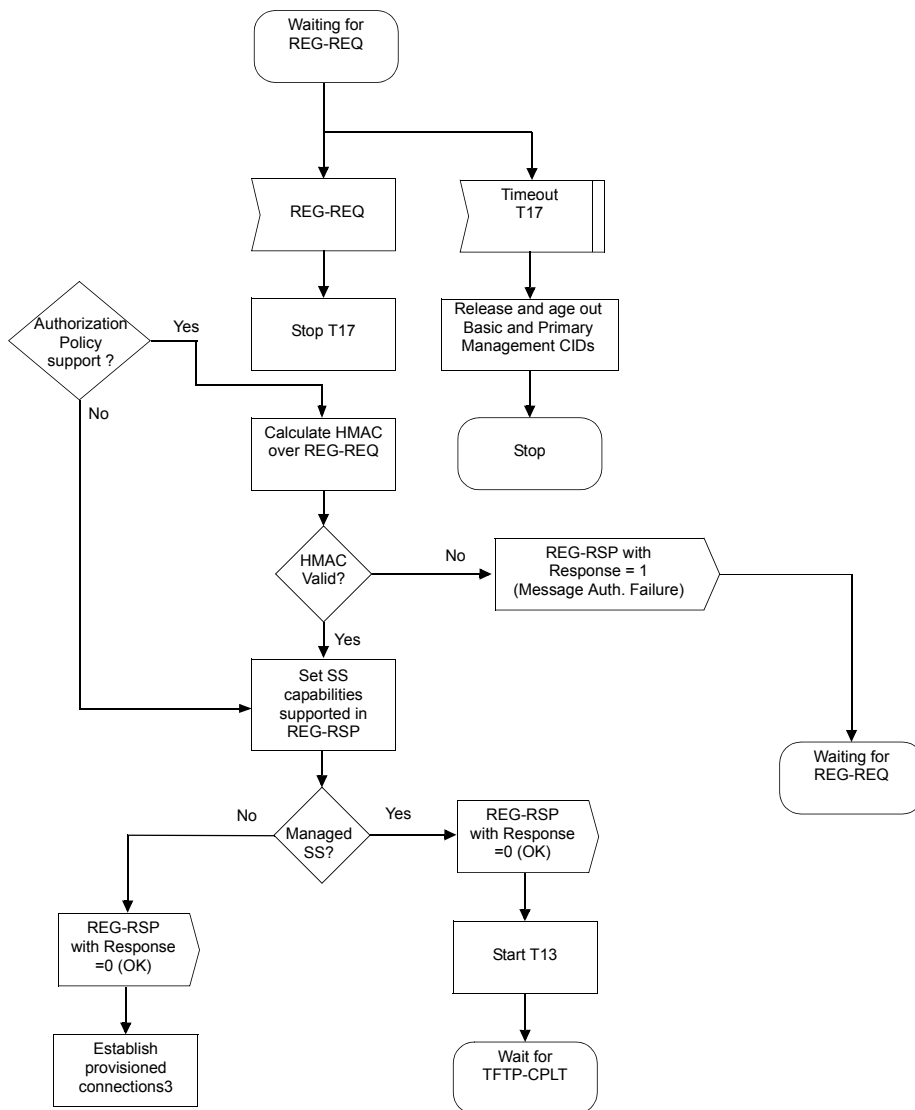 Waiting for
REG-REQ
REG-REQ
Timeout
T17
Stop T17
Release and age out
Basic and Primary
Management CIDs
Authorization
Policy
support ?
Yes
No
Calculate HMAC
over REG-REQ
Stop
HMAC
Valid?
No
REG-RSP with
Response = 1
(Message Auth. Failure)
Yes
Set SS
capabilities
supported in
REG-RSP
Waiting for
REG-REQ
No
Managed
SS?
Yes
REG-RSP
with Response
=0 (OK)
REG-RSP
with Response
=0 (OK)
Start T13
Establish
provisioned
connections3
Wait for
TFTP-CPLT